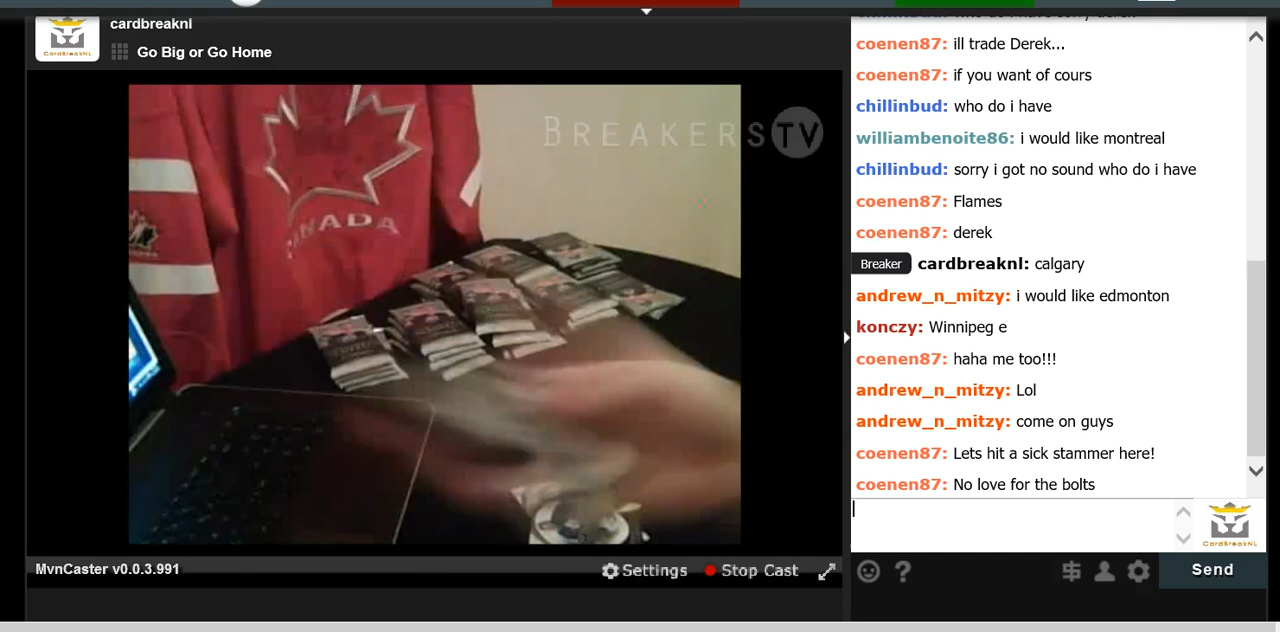 cardbreaknl
Go Big or Go Home
CardBreakNL
BREAKERSTV
CANADA
MvnCaster v0.0.3.991
Settings
Stop Cast
coenen87: ill trade Derek...
coenen87: if you want of cours
chillinbud: who do i have
williambenoite86: i would like montreal
chillinbud: sorry i got no sound who do i have
coenen87: Flames
coenen87: derek
Breaker cardbreaknl: calgary
andrew_n_mitzy: i would like edmonton
konczy: Winnipeg e
coenen87: haha me too!!!
andrew_n_mitzy: Lol
andrew_n_mitzy: come on guys
coenen87: Lets hit a sick stammer here!
coenen87: No love for the bolts
CardBreakNL
Send